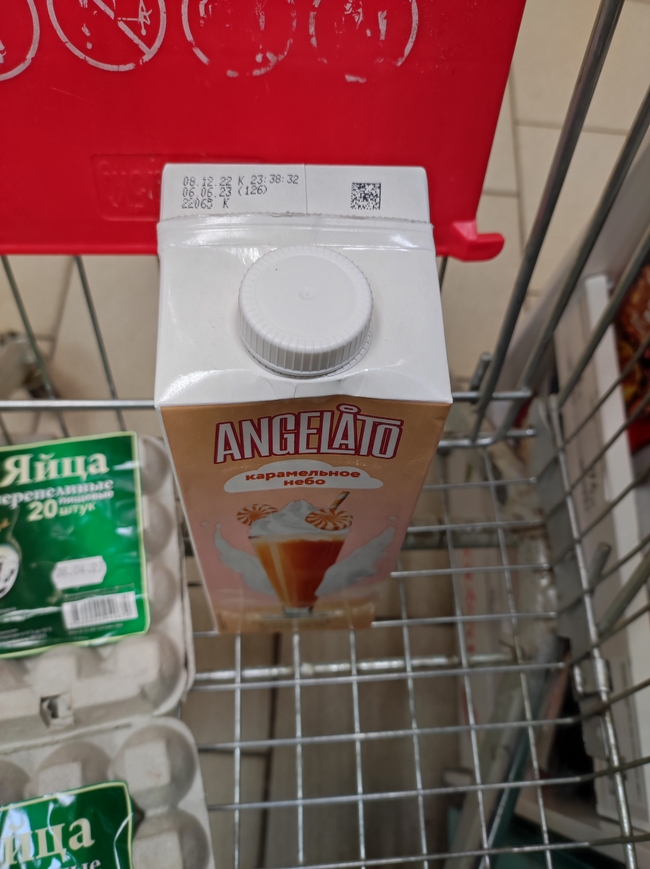 08.12.22 K 23:38:32
06.06.23 (126)
22065 K
ANGELATO
карамельное
небо
Яйца
перепелиные
пищевые
20 штук
йца